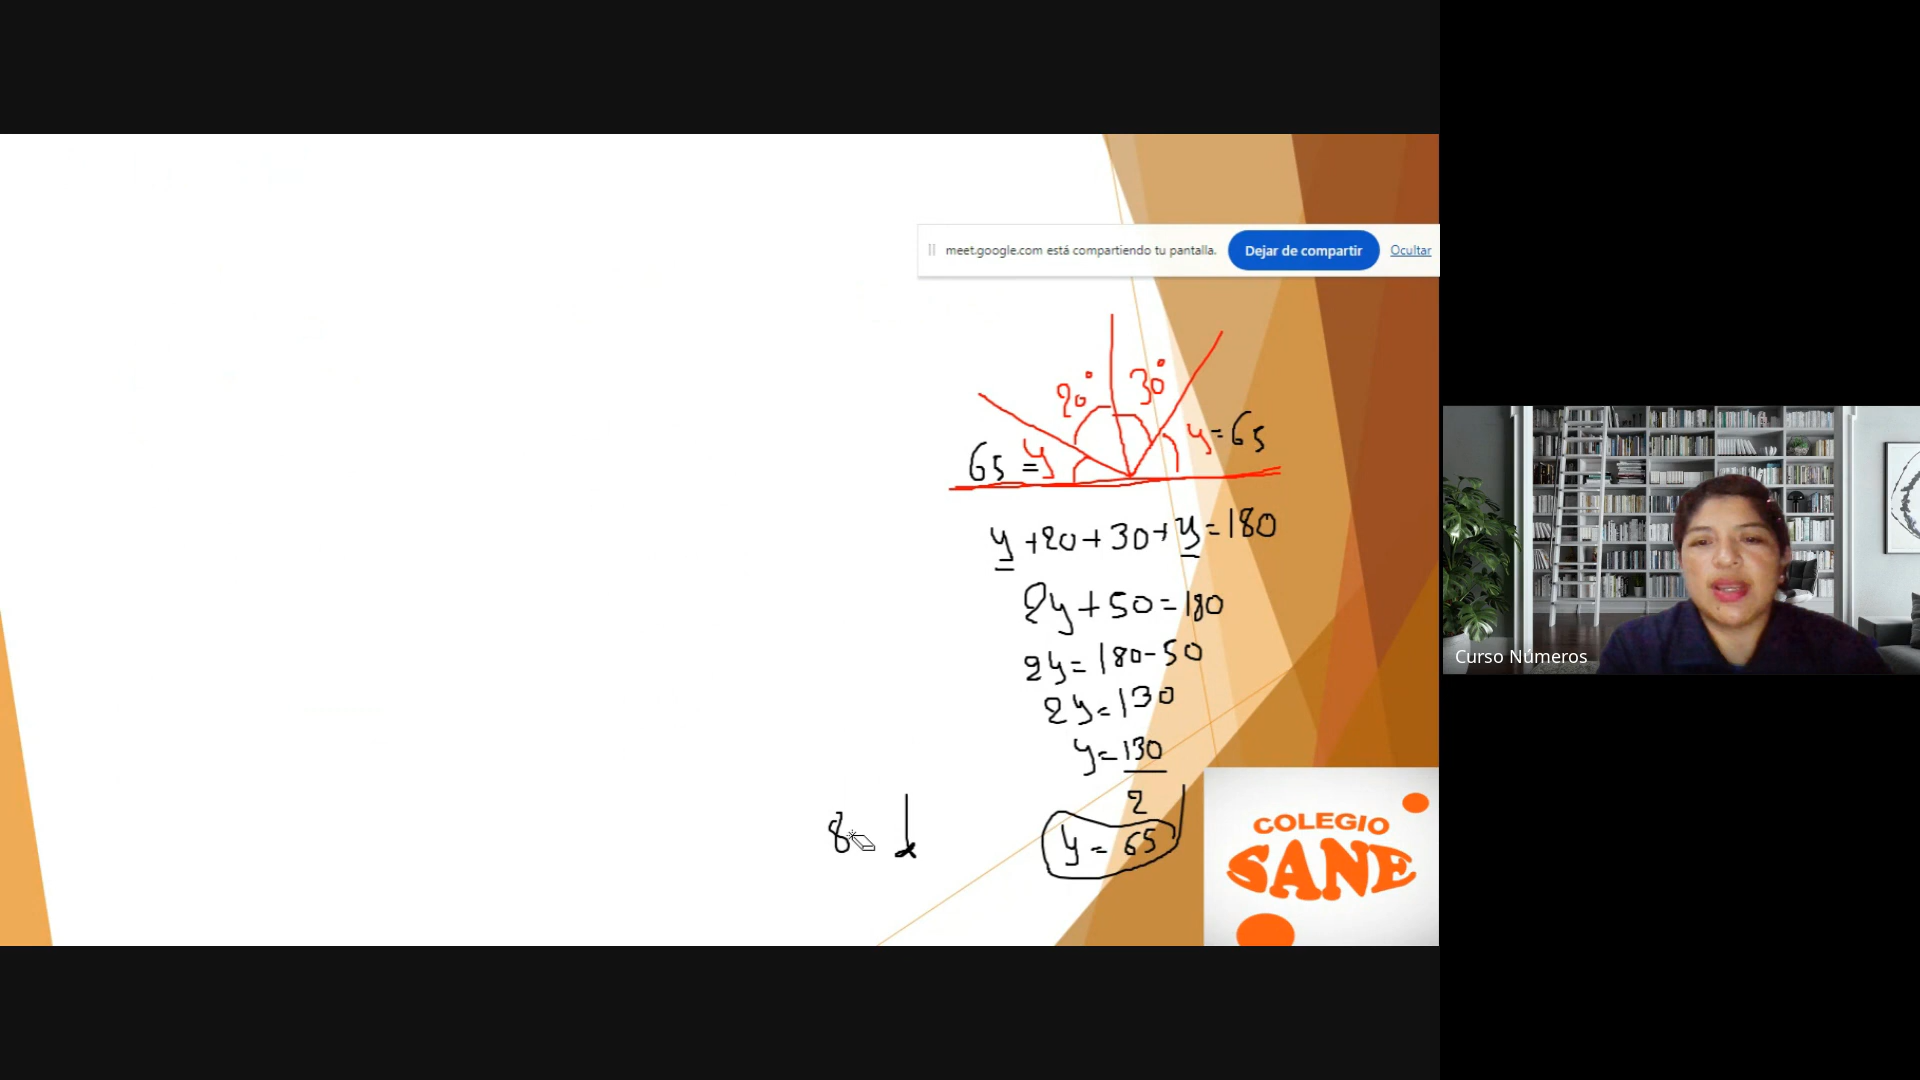 meet.google.com está compartiendo tu pantalla. Dejar de compartir Ocultar
20° 30°
65 = y y = 65
y + 20 + 30 + y = 180
2y + 50 = 180
2y = 180 - 50
2y = 130
y = 130
2
y = 65
8
COLEGIO
SANE
Curso Números